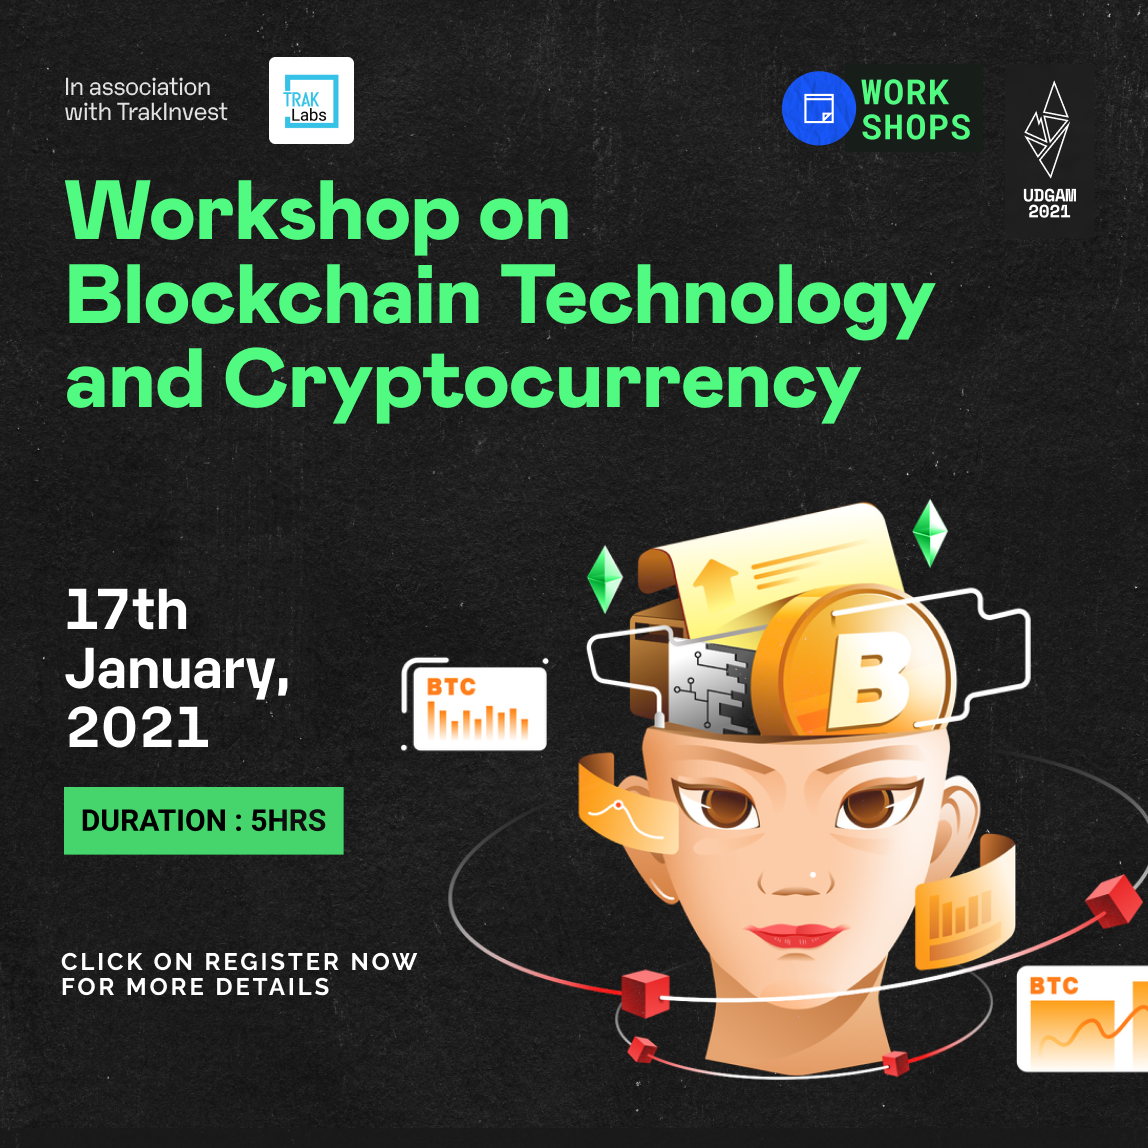 In association
with TrakInvest
TRAK
Labs
WORK
SHOPS
UDGAM
2021
Workshop on
Blockchain Technology
and Cryptocurrency
17th
January,
2021
DURATION : 5HRS
BTC
B
BTC
CLICK ON REGISTER NOW
FOR MORE DETAILS